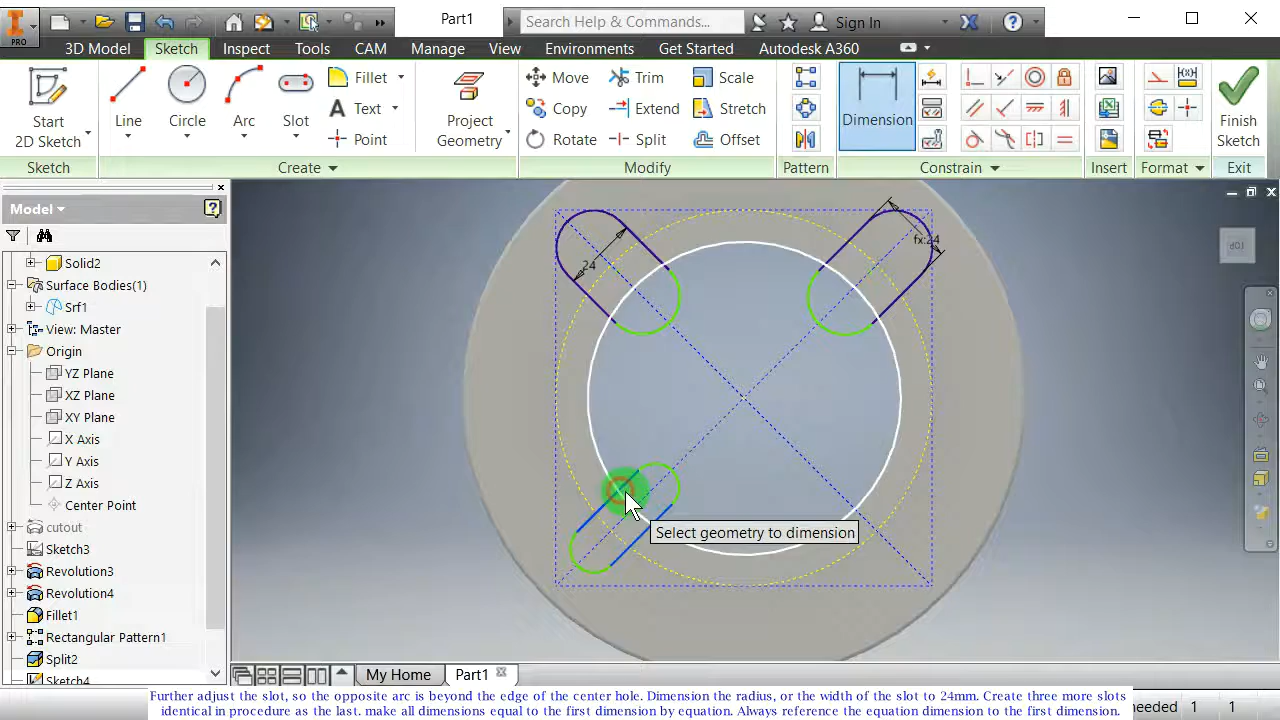 Part1
Search Help & Commands...
Sign In
PRO
3D Model Sketch Inspect Tools CAM Manage View Environments Get Started Autodesk A360
Start
2D Sketch
Line
Circle
Arc
Slot
Fillet
Text
Point
Project
Geometry
Move
Copy
Rotate
Trim
Extend
Split
Scale
Stretch
Offset
Dimension
Finish
Sketch
Sketch Create Modify Pattern Constrain Insert Format Exit
Model
Solid2
Surface Bodies(1)
Srf1
View: Master
Origin
YZ Plane
XZ Plane
XY Plane
X Axis
Y Axis
Z Axis
Center Point
cutout
Sketch3
Revolution3
Revolution4
Fillet1
Rectangular Pattern1
Split2
Sketch4
24
fx:24
TOP
Select geometry to dimension
My Home Part1
Further adjust the slot, so the opposite arc is beyond the edge of the center hole. Dimension the radius, or the width of the slot to 24mm. Create three more slots
identical in procedure as the last. make all dimensions equal to the first dimension by equation. Always reference the equation dimension to the first dimension.
needed 1 1